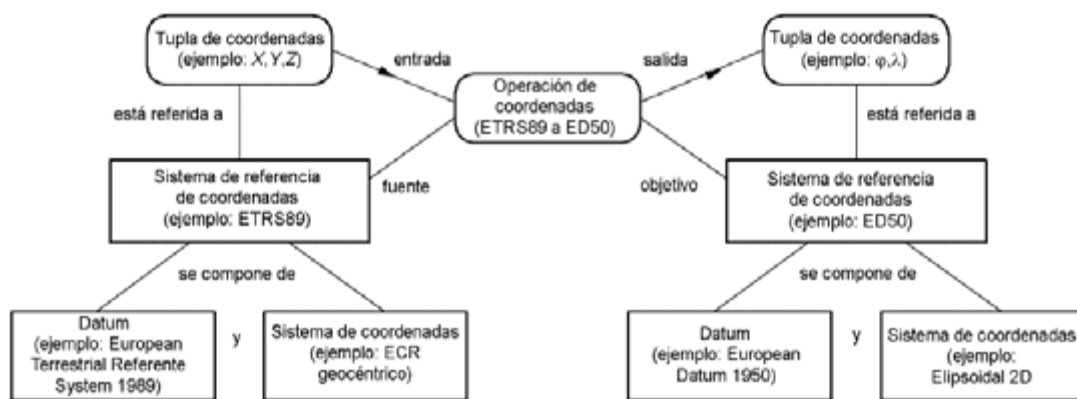 Tupla de coordenadas
(ejemplo: X,Y,Z)
entrada
salida
Tupla de coordenadas
(ejemplo: φ,λ)
Operación de
coordenadas
(ETRS89 a ED50)
está referida a
está referida a
Sistema de referencia
de coordenadas
(ejemplo: ETRS89)
fuente
objetivo
Sistema de referencia
de coordenadas
(ejemplo: ED50)
se compone de
se compone de
Datum
(ejemplo: European
Terrestrial Referente
System 1989)
y
Sistema de coordenadas
(ejemplo: ECR
geocéntrico)
Datum
(ejemplo: European
Datum 1950)
y
Sistema de coordenadas
(ejemplo:
Elipsoidal 2D